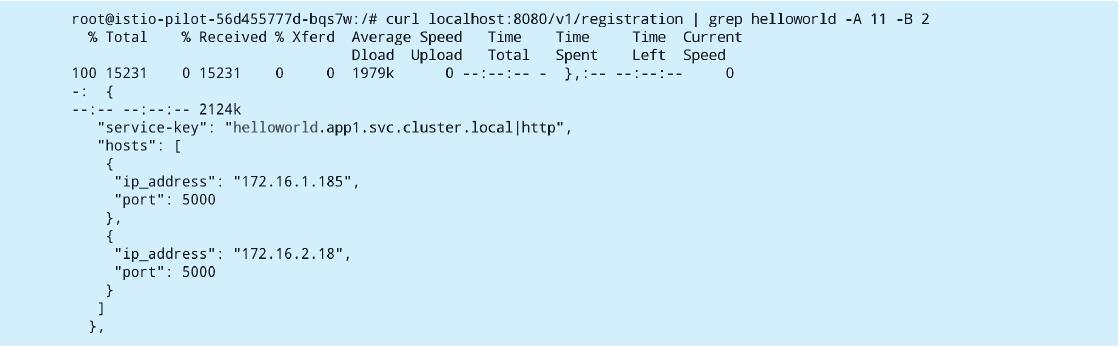 root@istio-pilot-56d455777d-bqs7w:/# curl localhost:8080/v1/registration | grep helloworld -A 11 -B 2
  % Total    % Received % Xferd  Average Speed   Time    Time     Time  Current
                                 Dload  Upload   Total   Spent    Left  Speed
100 15231    0 15231    0     0  1979k      0 --:--:-- -  },:-- --:--:--     0
-:  {
--:-- --:--:-- 2124k
   "service-key": "helloworld.app1.svc.cluster.local|http",
   "hosts": [
    {
     "ip_address": "172.16.1.185",
     "port": 5000
    },
    {
     "ip_address": "172.16.2.18",
     "port": 5000
    }
   ]
  },